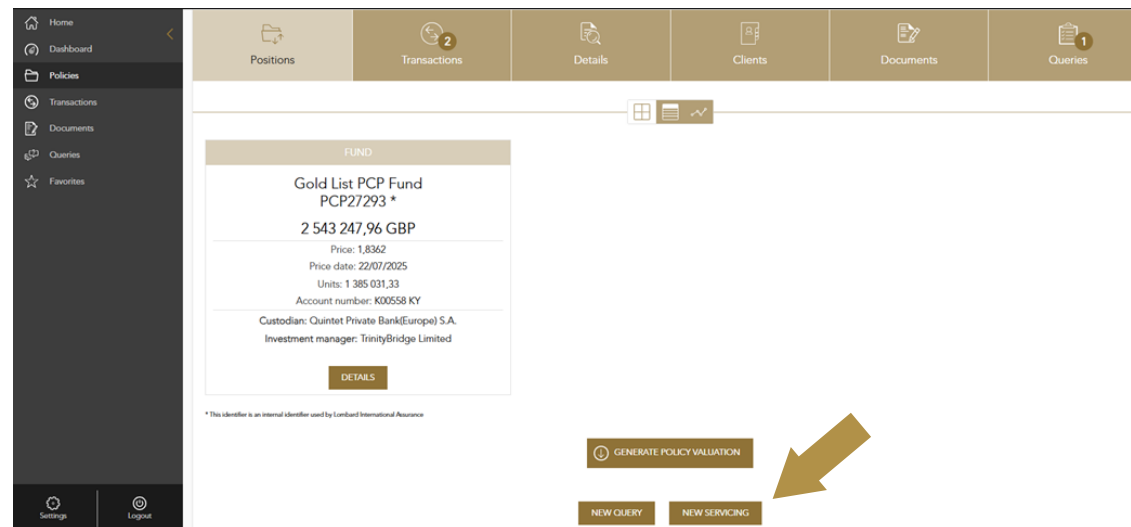 Home
Dashboard
Policies
Transactions
Documents
Queries
Favorites
Settings
Logout
Positions
2
Transactions
Details
Clients
Documents
1
Queries
FUND
Gold List PCP Fund
PCP27293 *
2 543 247,96 GBP
Price: 1,8362
Price date: 22/07/2025
Units: 1 385 031,33
Account number: K00558 KY
Custodian: Quintet Private Bank(Europe) S.A.
Investment manager: TrinityBridge Limited
DETAILS
* This identifier is an internal identifier used by Lombard International Assurance
GENERATE POLICY VALUATION
NEW QUERY
NEW SERVICING